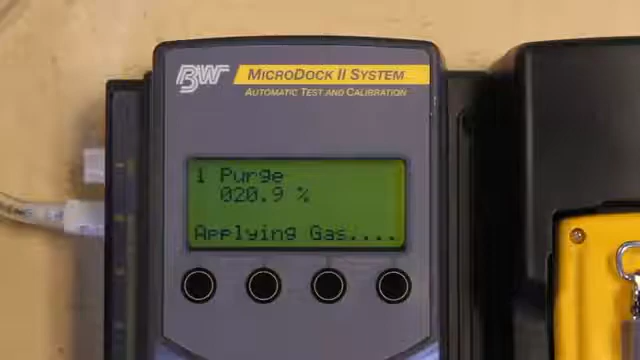 BW MICRODOCK II SYSTEM
AUTOMATIC TEST AND CALIBRATION
1 Purge
020.9 %
Applying Gas....